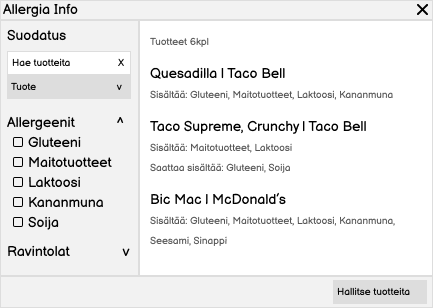 Allergia Info
Suodatus
Hae tuotteita X
Tuote v
Allergeenit ^
Gluteeni
Maitotuotteet
Laktoosi
Kananmuna
Soija
Ravintolat v
Tuotteet 6kpl
Quesadilla | Taco Bell
Sisältää: Gluteeni, Maitotuotteet, Laktoosi, Kananmuna
Taco Supreme, Crunchy | Taco Bell
Sisältää: Maitotuotteet, Laktoosi
Saattaa sisältää: Gluteeni, Soija
Bic Mac | McDonald's
Sisältää: Gluteeni, Maitotuotteet, Laktoosi, Kananmuna,
Seesami, Sinappi
Hallitse tuotteita